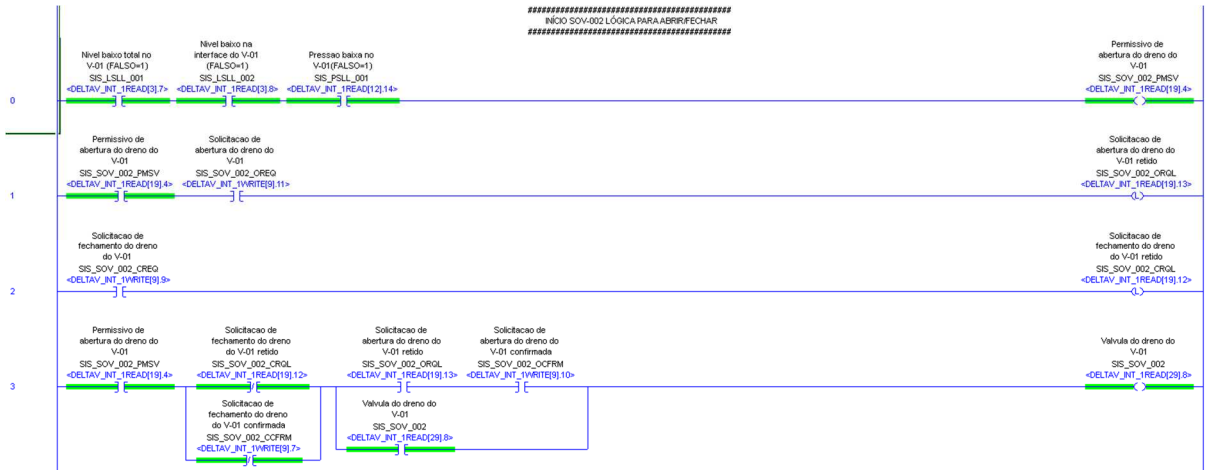 ##########################################
INÍCIO SOV-002 LÓGICA PARA ABRIR/FECHAR
##########################################
0
Nivel baixo total no
V-01 (FALSO=1)
SIS_LSLL_001
<DELTAV_INT_1READ[3].7>
Nivel baixo na
interface do V-01
(FALSO=1)
SIS_LSLL_002
<DELTAV_INT_1READ[3].8>
Pressao baixa no
V-01(FALSO=1)
SIS_PSLL_001
<DELTAV_INT_1READ[12].14>
Permissivo de
abertura do dreno do
V-01
SIS_SOV_002_PMSV
<DELTAV_INT_1READ[19].4>
1
Permissivo de
abertura do dreno do
V-01
SIS_SOV_002_PMSV
<DELTAV_INT_1READ[19].4>
Solicitacao de
abertura do dreno do
V-01
SIS_SOV_002_OREQ
<DELTAV_INT_1WRITE[9].11>
Solicitacao de
abertura do dreno do
V-01 retido
SIS_SOV_002_ORQL
<DELTAV_INT_1READ[19].13>
L
2
Solicitacao de
fechamento do dreno
do V-01
SIS_SOV_002_CREQ
<DELTAV_INT_1WRITE[9].9>
Solicitacao de
fechamento do dreno
do V-01 retido
SIS_SOV_002_CRQL
<DELTAV_INT_1READ[19].12>
L
3
Permissivo de
abertura do dreno do
V-01
SIS_SOV_002_PMSV
<DELTAV_INT_1READ[19].4>
Solicitacao de
fechamento do dreno
do V-01 retido
SIS_SOV_002_CRQL
<DELTAV_INT_1READ[19].12>
Solicitacao de
abertura do dreno do
V-01 retido
SIS_SOV_002_ORQL
<DELTAV_INT_1READ[19].13>
Solicitacao de
abertura do dreno do
V-01 confirmada
SIS_SOV_002_OCFRM
<DELTAV_INT_1WRITE[9].10>
Valvula do dreno do
V-01
SIS_SOV_002
<DELTAV_INT_1READ[29].8>
Solicitacao de
fechamento do dreno
do V-01 confirmada
SIS_SOV_002_CCFRM
<DELTAV_INT_1WRITE[9].7>
Valvula do dreno do
V-01
SIS_SOV_002
<DELTAV_INT_1READ[29].8>